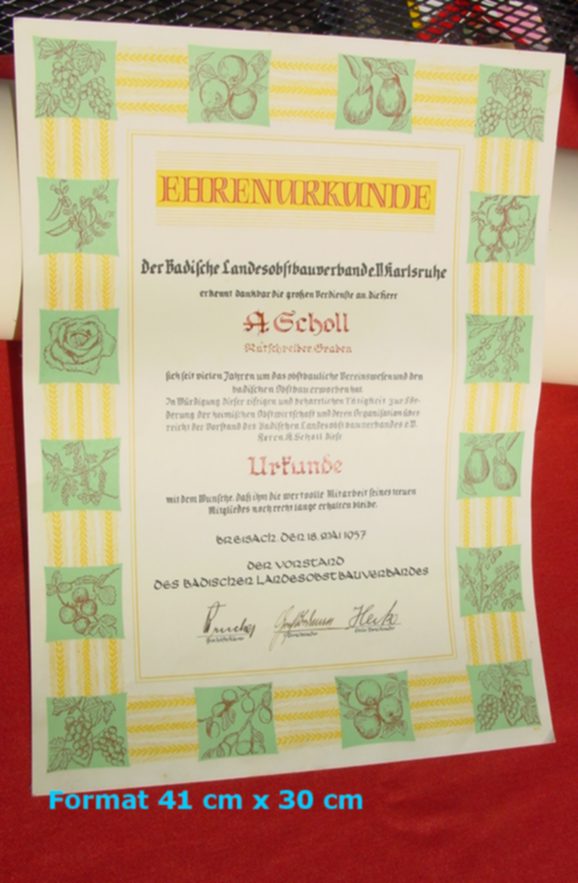 EHRENURKUNDE
Der Badische Landesobstbauverband e.V. Karlsruhe
erkennt dankbar die großen Verdienste an, die Herr
A. Scholl
Ratschreiber Graben
sich seit vielen Jahren um das obstbauliche Vereinswesen und den
badischen Obstbau erworben hat.
In Würdigung dieser eifrigen und beharrlichen Tätigkeit zur För-
derung der heimischen Obstwirtschaft und deren Organisation über
reicht der Vorstand des Badischen Landesobstbauverbandes e.V.
Herrn A. Scholl diese
Urkunde
mit dem Wunsche, daß ihm die wertvolle Mitarbeit seines treuen
Mitgliedes noch recht lange erhalten bleibe.
BREISACH, DEN 18. MAI 1957
DER VORSTAND
DES BADISCHEN LANDESOBSTBAUVERBANDES
Format 41 cm x 30 cm